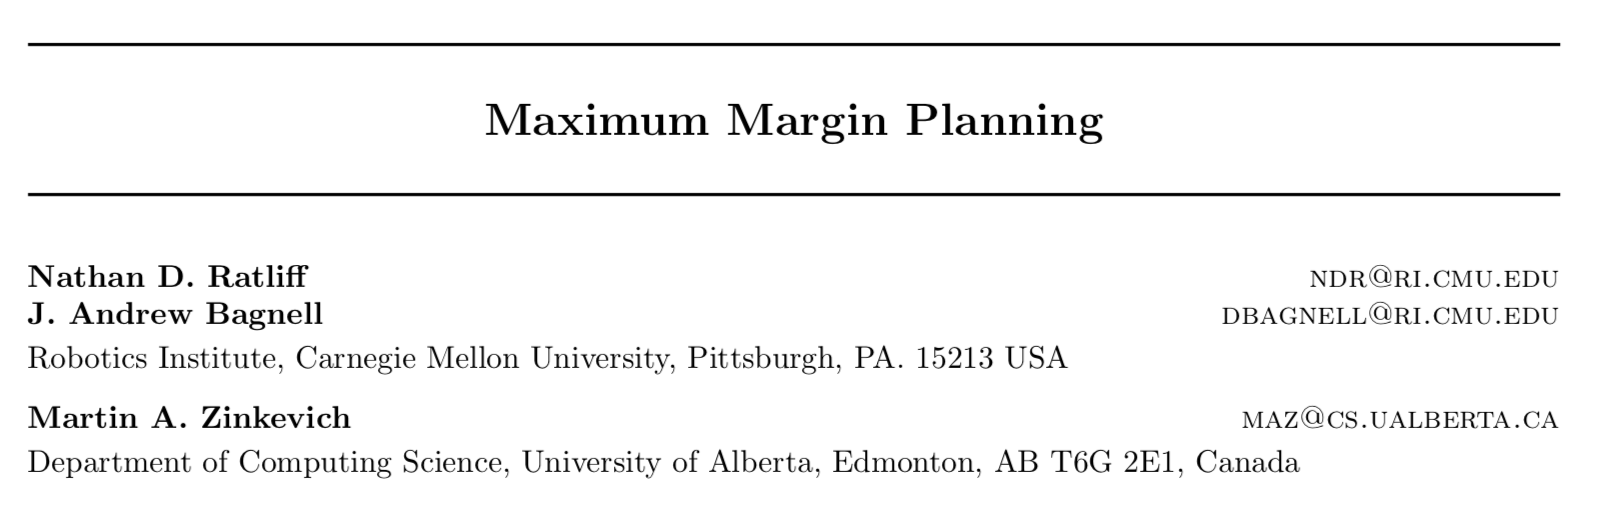 Maximum Margin Planning
Nathan D. Ratliff NDR@RI.CMU.EDU
J. Andrew Bagnell DBAGNELL@RI.CMU.EDU
Robotics Institute, Carnegie Mellon University, Pittsburgh, PA. 15213 USA
Martin A. Zinkevich MAZ@CS.UALBERTA.CA
Department of Computing Science, University of Alberta, Edmonton, AB T6G 2E1, Canada